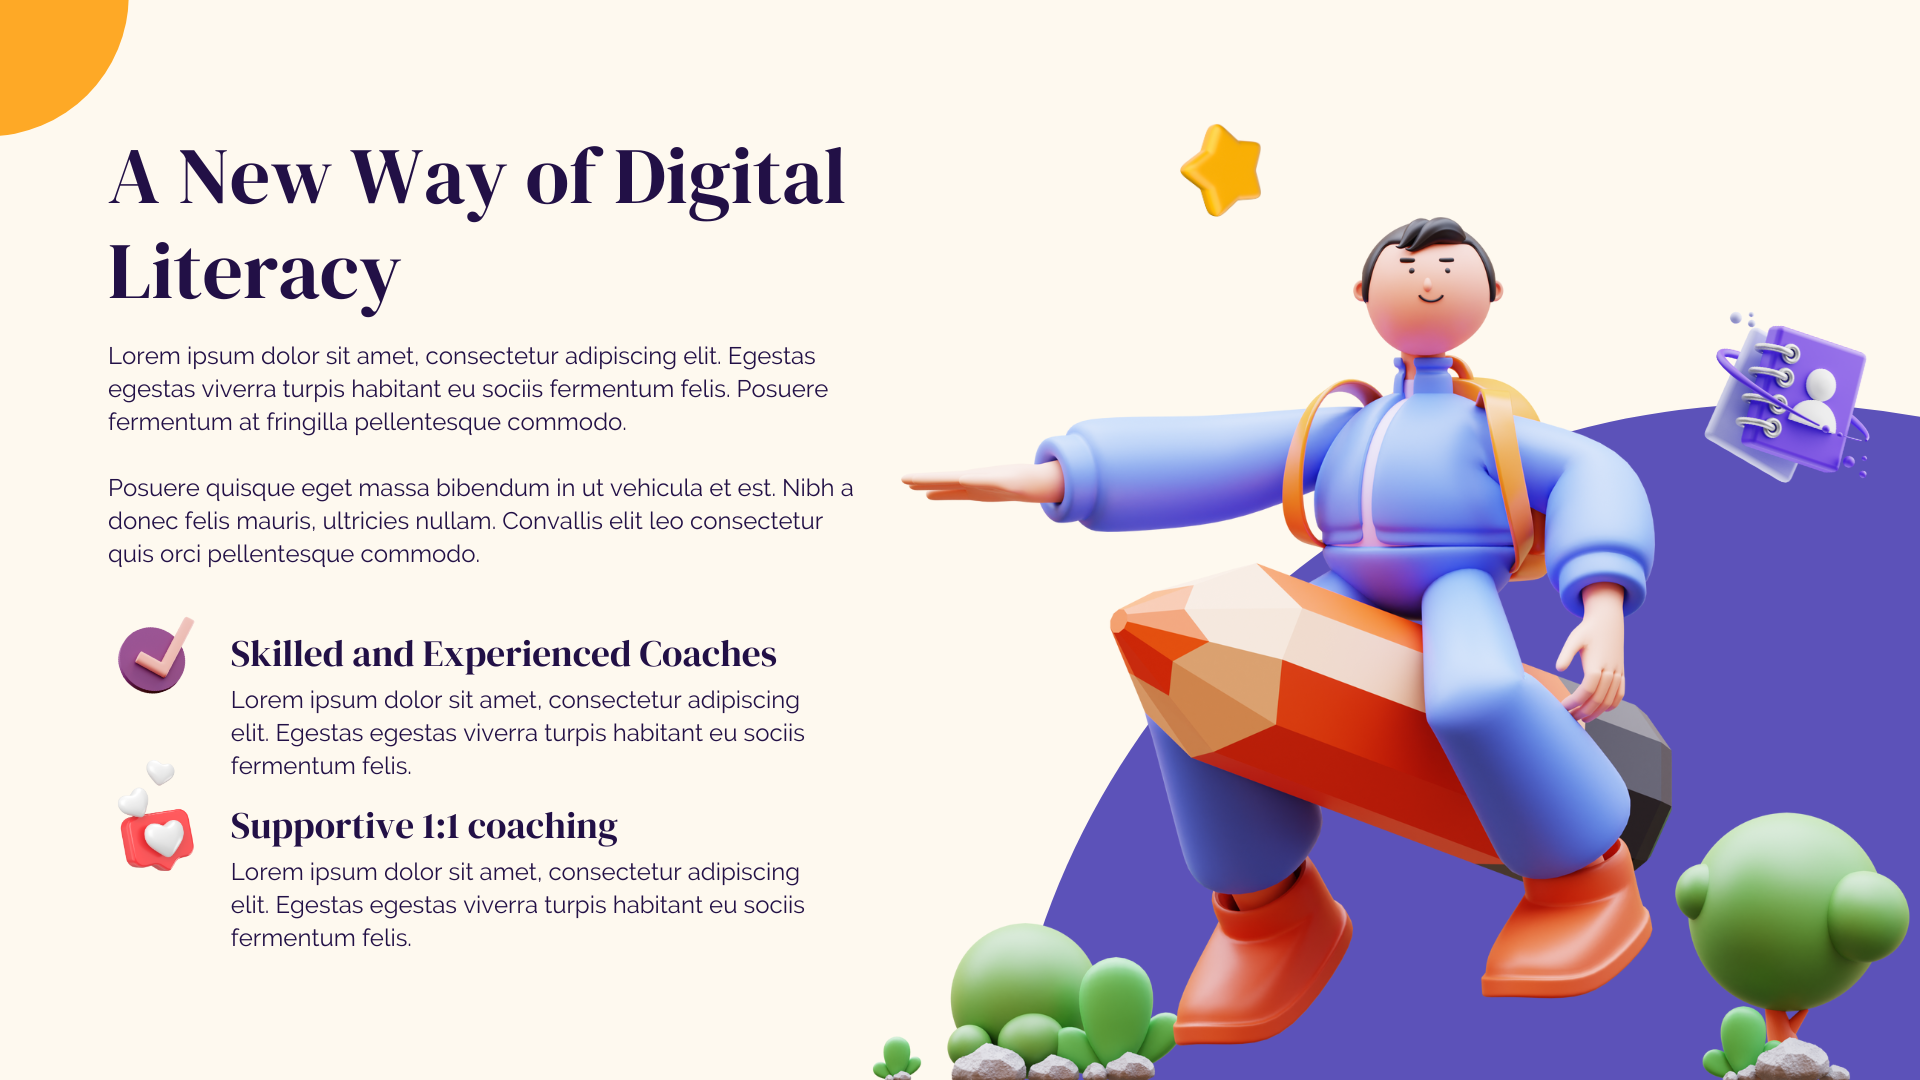 A New Way of Digital
Literacy
Lorem ipsum dolor sit amet, consectetur adipiscing elit. Egestas
egestas viverra turpis habitant eu sociis fermentum felis. Posuere
fermentum at fringilla pellentesque commodo.
Posuere quisque eget massa bibendum in ut vehicula et est. Nibh a
donec felis mauris, ultricies nullam. Convallis elit leo consectetur
quis orci pellentesque commodo.
Skilled and Experienced Coaches
Lorem ipsum dolor sit amet, consectetur adipiscing
elit. Egestas egestas viverra turpis habitant eu sociis
fermentum felis.
Supportive 1:1 coaching
Lorem ipsum dolor sit amet, consectetur adipiscing
elit. Egestas egestas viverra turpis habitant eu sociis
fermentum felis.